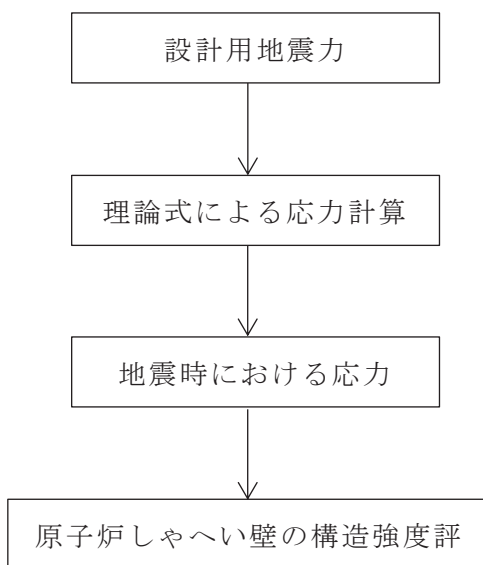 設計用地震力
理論式による応力計算
地震時における応力
原子炉しゃへい壁の構造強度評